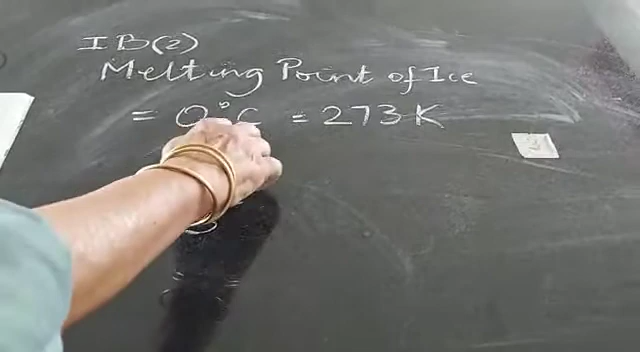 IB(2)
Melting Point of Ice
= 0°C = 273 K